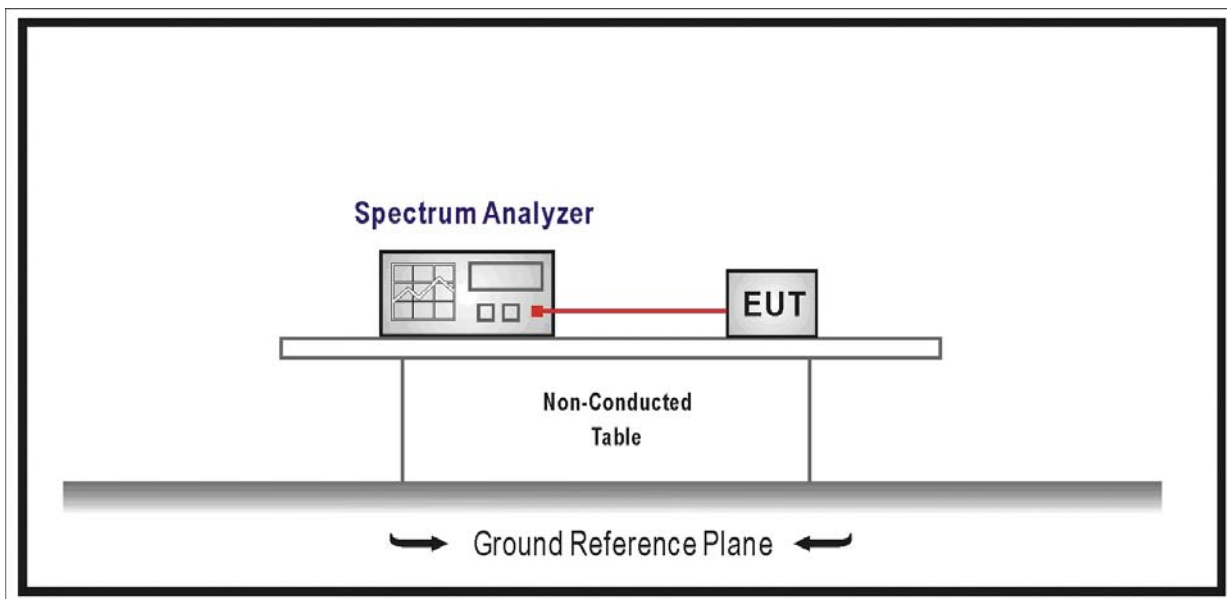 Spectrum Analyzer
EUT
Non-Conducted
Table
Ground Reference Plane